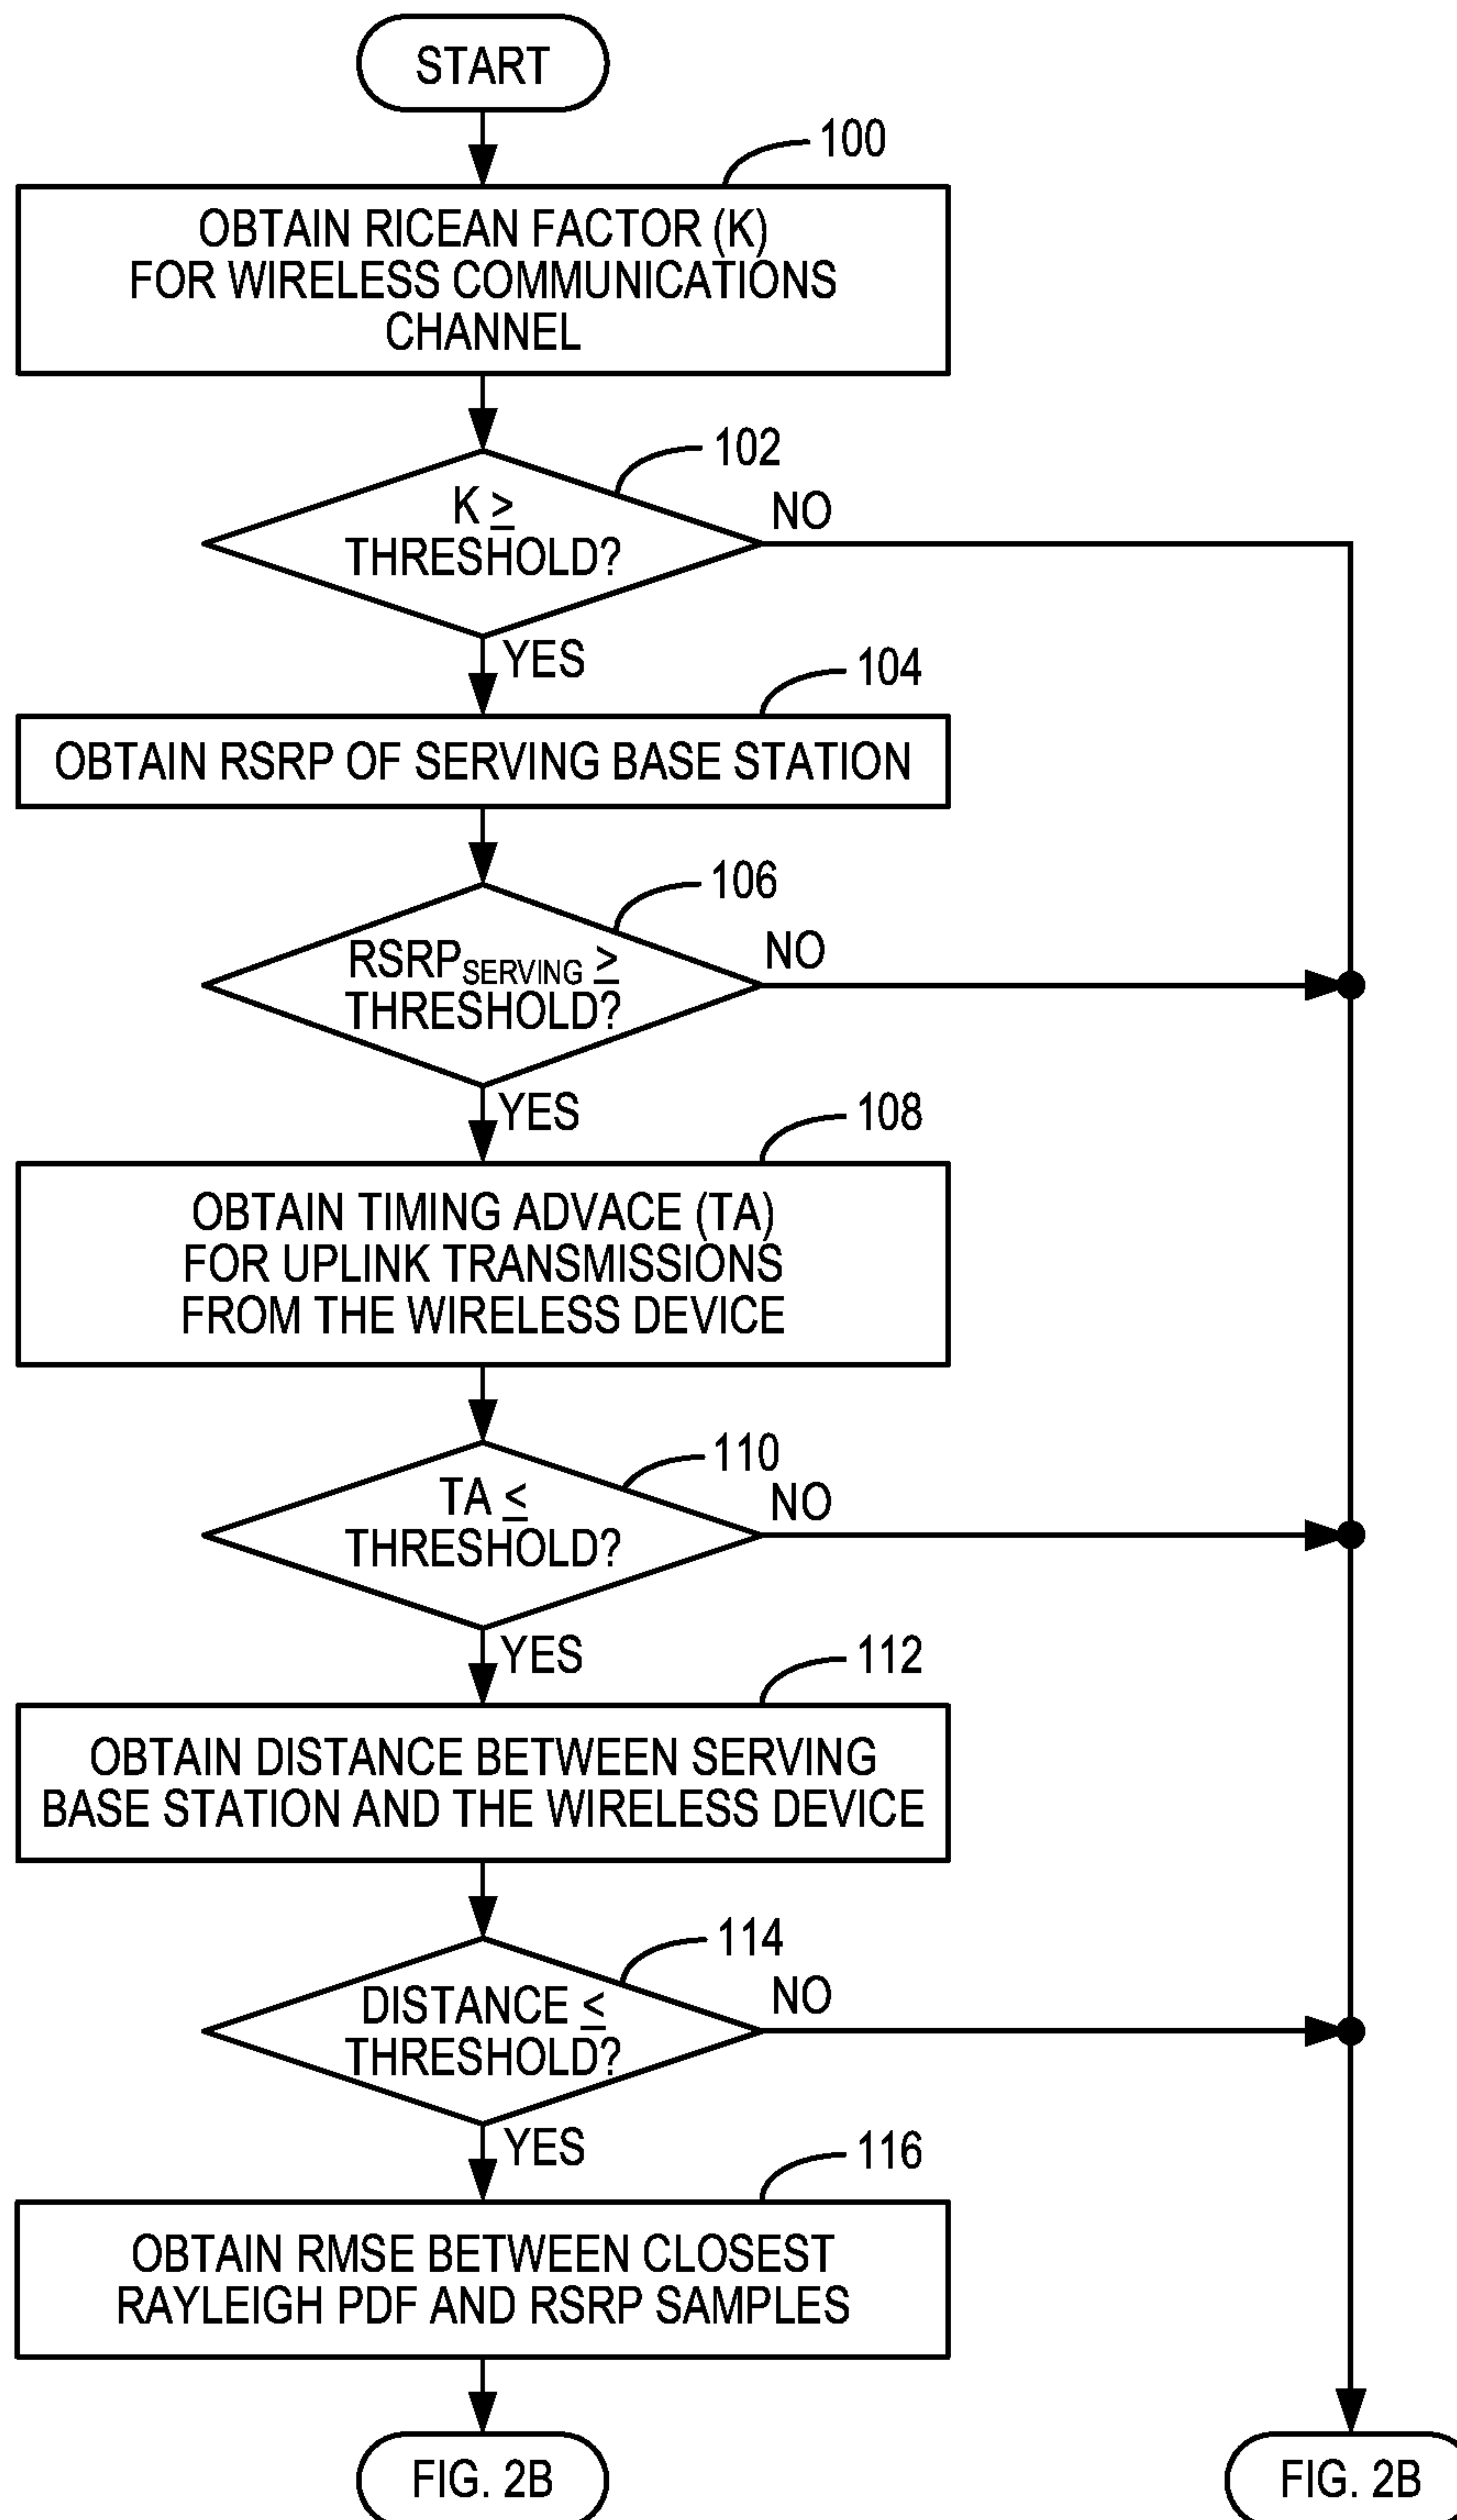 START
100
OBTAIN RICEAN FACTOR (K)
FOR WIRELESS COMMUNICATIONS
CHANNEL
102
K ≥
THRESHOLD?
NO
YES
104
OBTAIN RSRP OF SERVING BASE STATION
106
RSRP SERVING ≥
THRESHOLD?
NO
YES
108
OBTAIN TIMING ADVACE (TA)
FOR UPLINK TRANSMISSIONS
FROM THE WIRELESS DEVICE
110
TA ≤
THRESHOLD?
NO
YES
112
OBTAIN DISTANCE BETWEEN SERVING
BASE STATION AND THE WIRELESS DEVICE
114
DISTANCE ≤
THRESHOLD?
NO
YES
116
OBTAIN RMSE BETWEEN CLOSEST
RAYLEIGH PDF AND RSRP SAMPLES
FIG. 2B
FIG. 2B